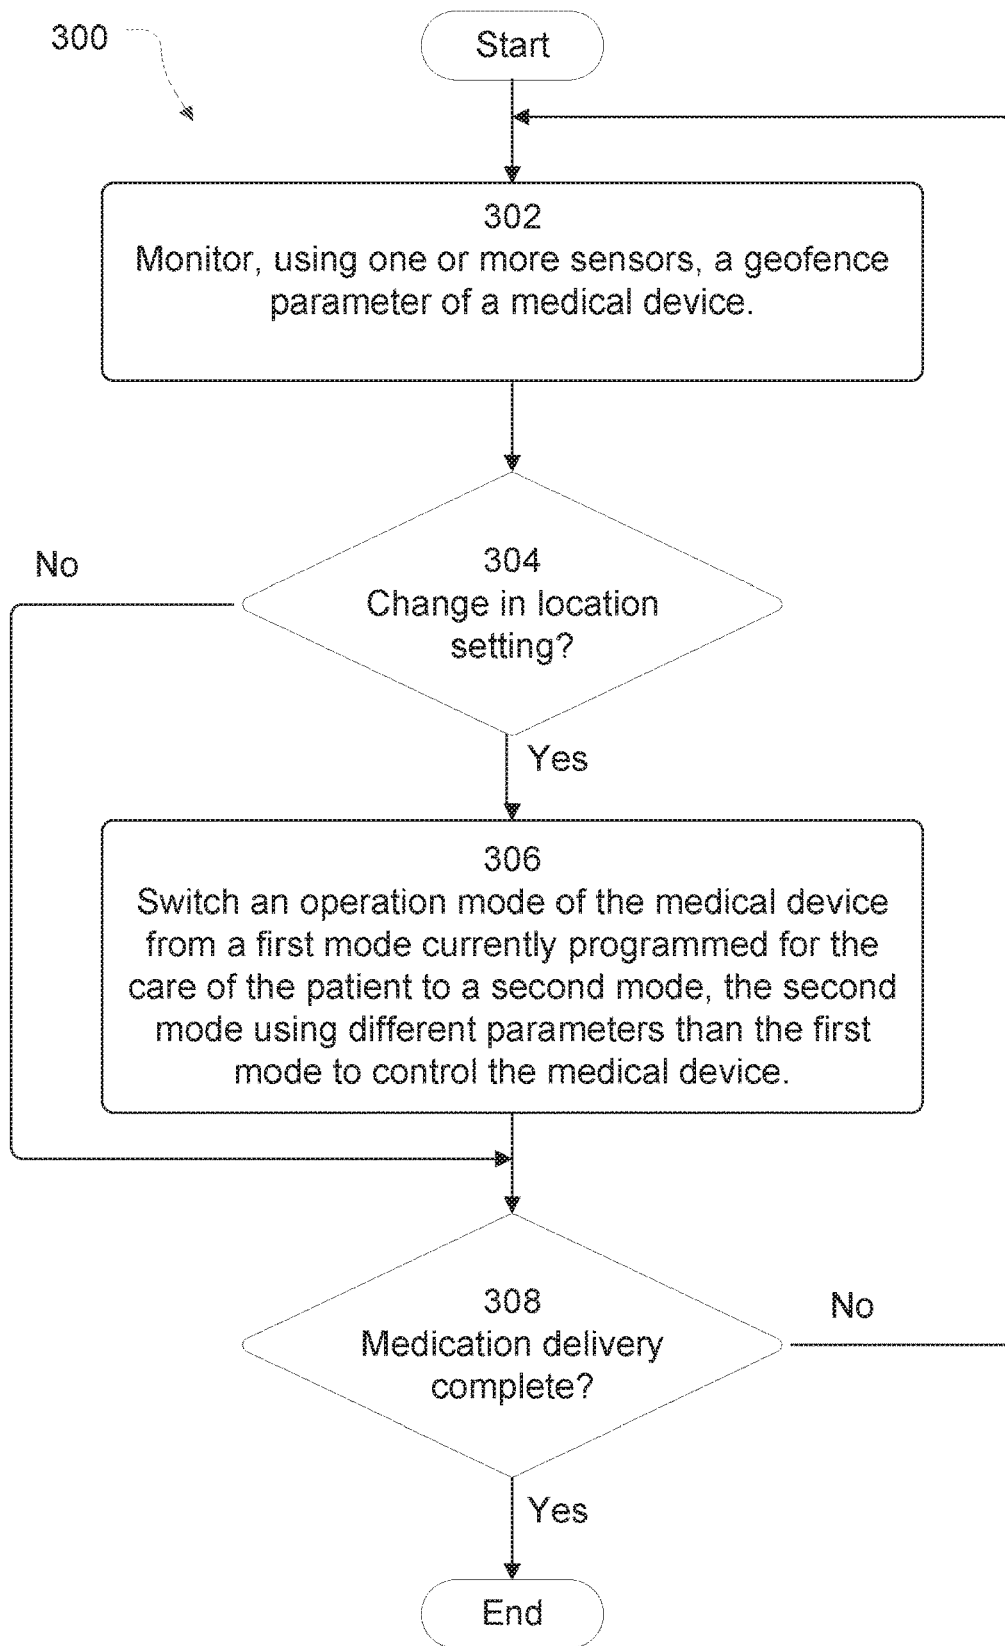 300
Start
302
Monitor, using one or more sensors, a geofence
parameter of a medical device.
304
Change in location
setting?
No
Yes
306
Switch an operation mode of the medical device
from a first mode currently programmed for the
care of the patient to a second mode, the second
mode using different parameters than the first
mode to control the medical device.
308
Medication delivery
complete?
No
Yes
End